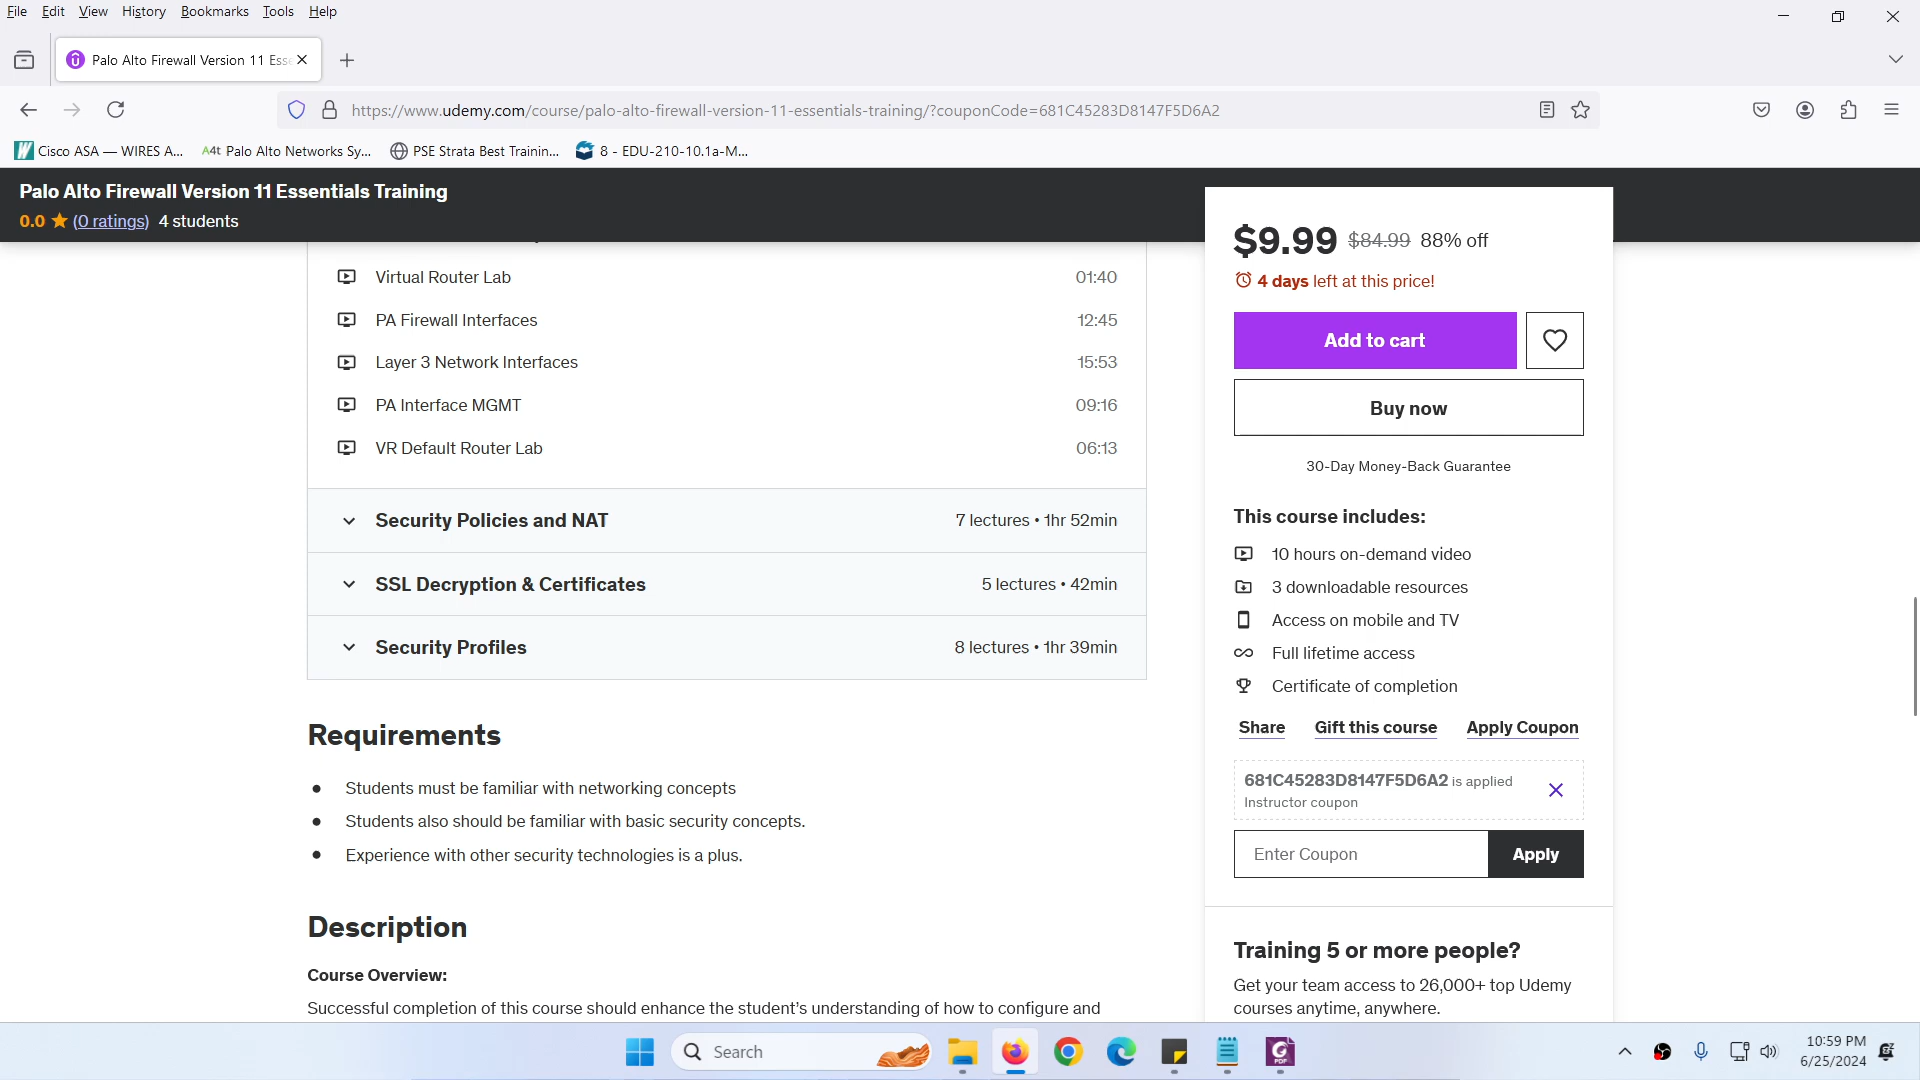 File Edit View History Bookmarks Tools Help
Palo Alto Firewall Version 11 Esse
https://www.udemy.com/course/palo-alto-firewall-version-11-essentials-training/?couponCode=681C45283D8147F5D6A2
Cisco ASA — WIRES A... A4t Palo Alto Networks Sy... PSE Strata Best Trainin... 8 - EDU-210-10.1a-M...
Palo Alto Firewall Version 11 Essentials Training
0.0 (0 ratings) 4 students
Virtual Router Lab 01:40
PA Firewall Interfaces 12:45
Layer 3 Network Interfaces 15:53
PA Interface MGMT 09:16
VR Default Router Lab 06:13
Security Policies and NAT 7 lectures • 1hr 52min
SSL Decryption & Certificates 5 lectures • 42min
Security Profiles 8 lectures • 1hr 39min
Requirements
Students must be familiar with networking concepts
Students also should be familiar with basic security concepts.
Experience with other security technologies is a plus.
Description
Course Overview:
Successful completion of this course should enhance the student's understanding of how to configure and
$9.99 $84.99 88% off
4 days left at this price!
Add to cart
Buy now
30-Day Money-Back Guarantee
This course includes:
10 hours on-demand video
3 downloadable resources
Access on mobile and TV
Full lifetime access
Certificate of completion
Share Gift this course Apply Coupon
681C45283D8147F5D6A2 is applied
Instructor coupon
Enter Coupon Apply
Training 5 or more people?
Get your team access to 26,000+ top Udemy
courses anytime, anywhere.
Search
PDF
10:59 PM
6/25/2024